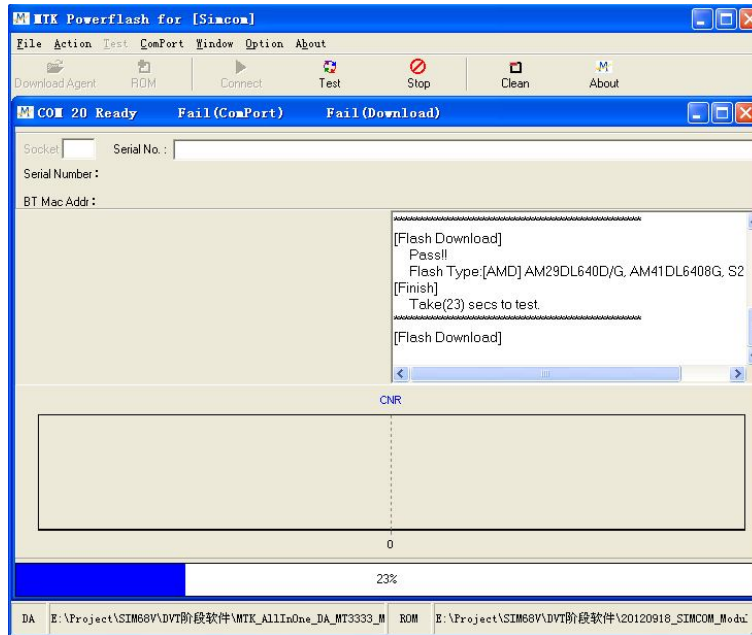 MTK Powerflash for [Simcom]
File Action Test ComPort Window Option About
Download Agent ROM Connect Test Stop Clean About
COM 20 Ready Fail(ComPort) Fail(Download)
Socket Serial No. :
Serial Number :
BT Mac Addr :
[Flash Download]
Pass!!
Flash Type:[AMD] AM29DL640D/G, AM41DL6408G, S2
[Finish]
Take(23) secs to test.
[Flash Download]
CNR
0
23%
DA E:\Project\SIM68V\DVT阶段软件\MTK_AllInOne_DA_MT3333_M ROM E:\Project\SIM68V\DVT阶段软件\20120918_SIMCOM_Modul